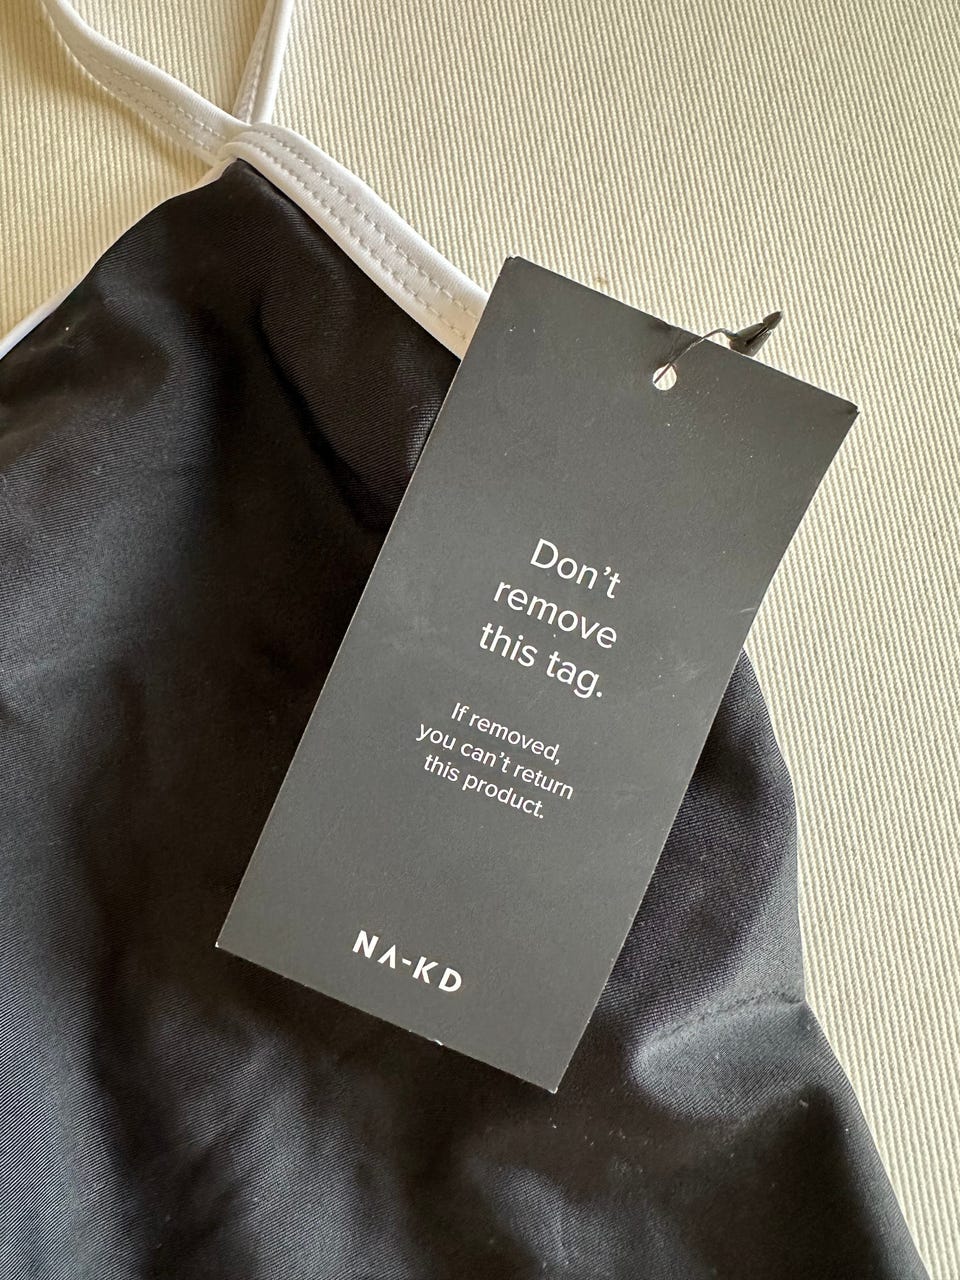 Don't
remove
this tag.
If removed,
you can't return
this product.
NA-KD